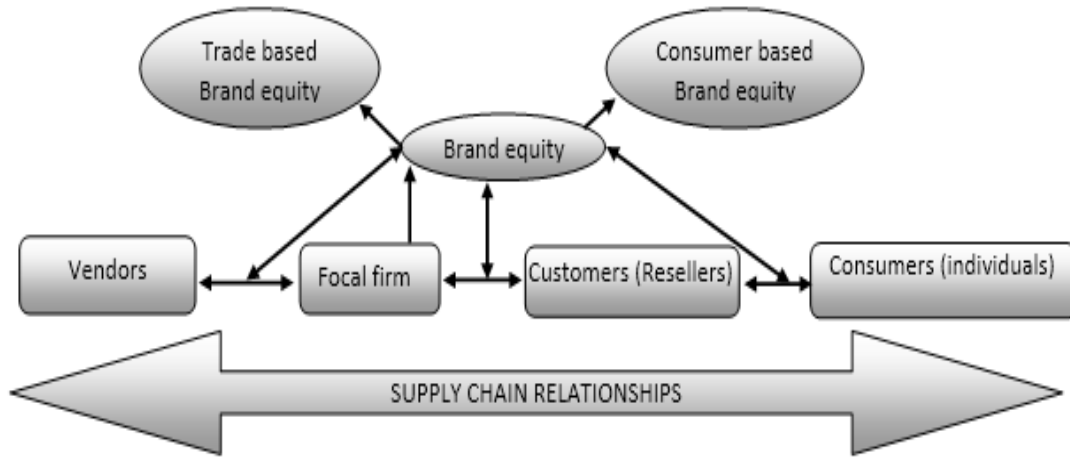 Trade based
Brand equity
Consumer based
Brand equity
Brand equity
Vendors
Focal firm
Customers (Resellers)
Consumers (individuals)
SUPPLY CHAIN RELATIONSHIPS